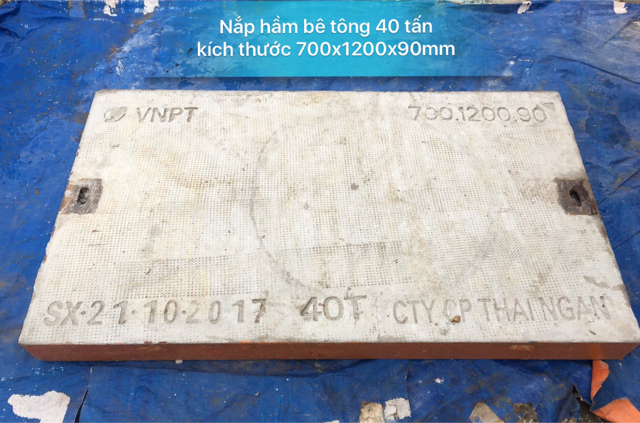 Nắp hầm bê tông 40 tấn
kích thước 700x1200x90mm
VNPT 700.1200.90
SX·21·10·2017 40T CTY CP THAI NGAN